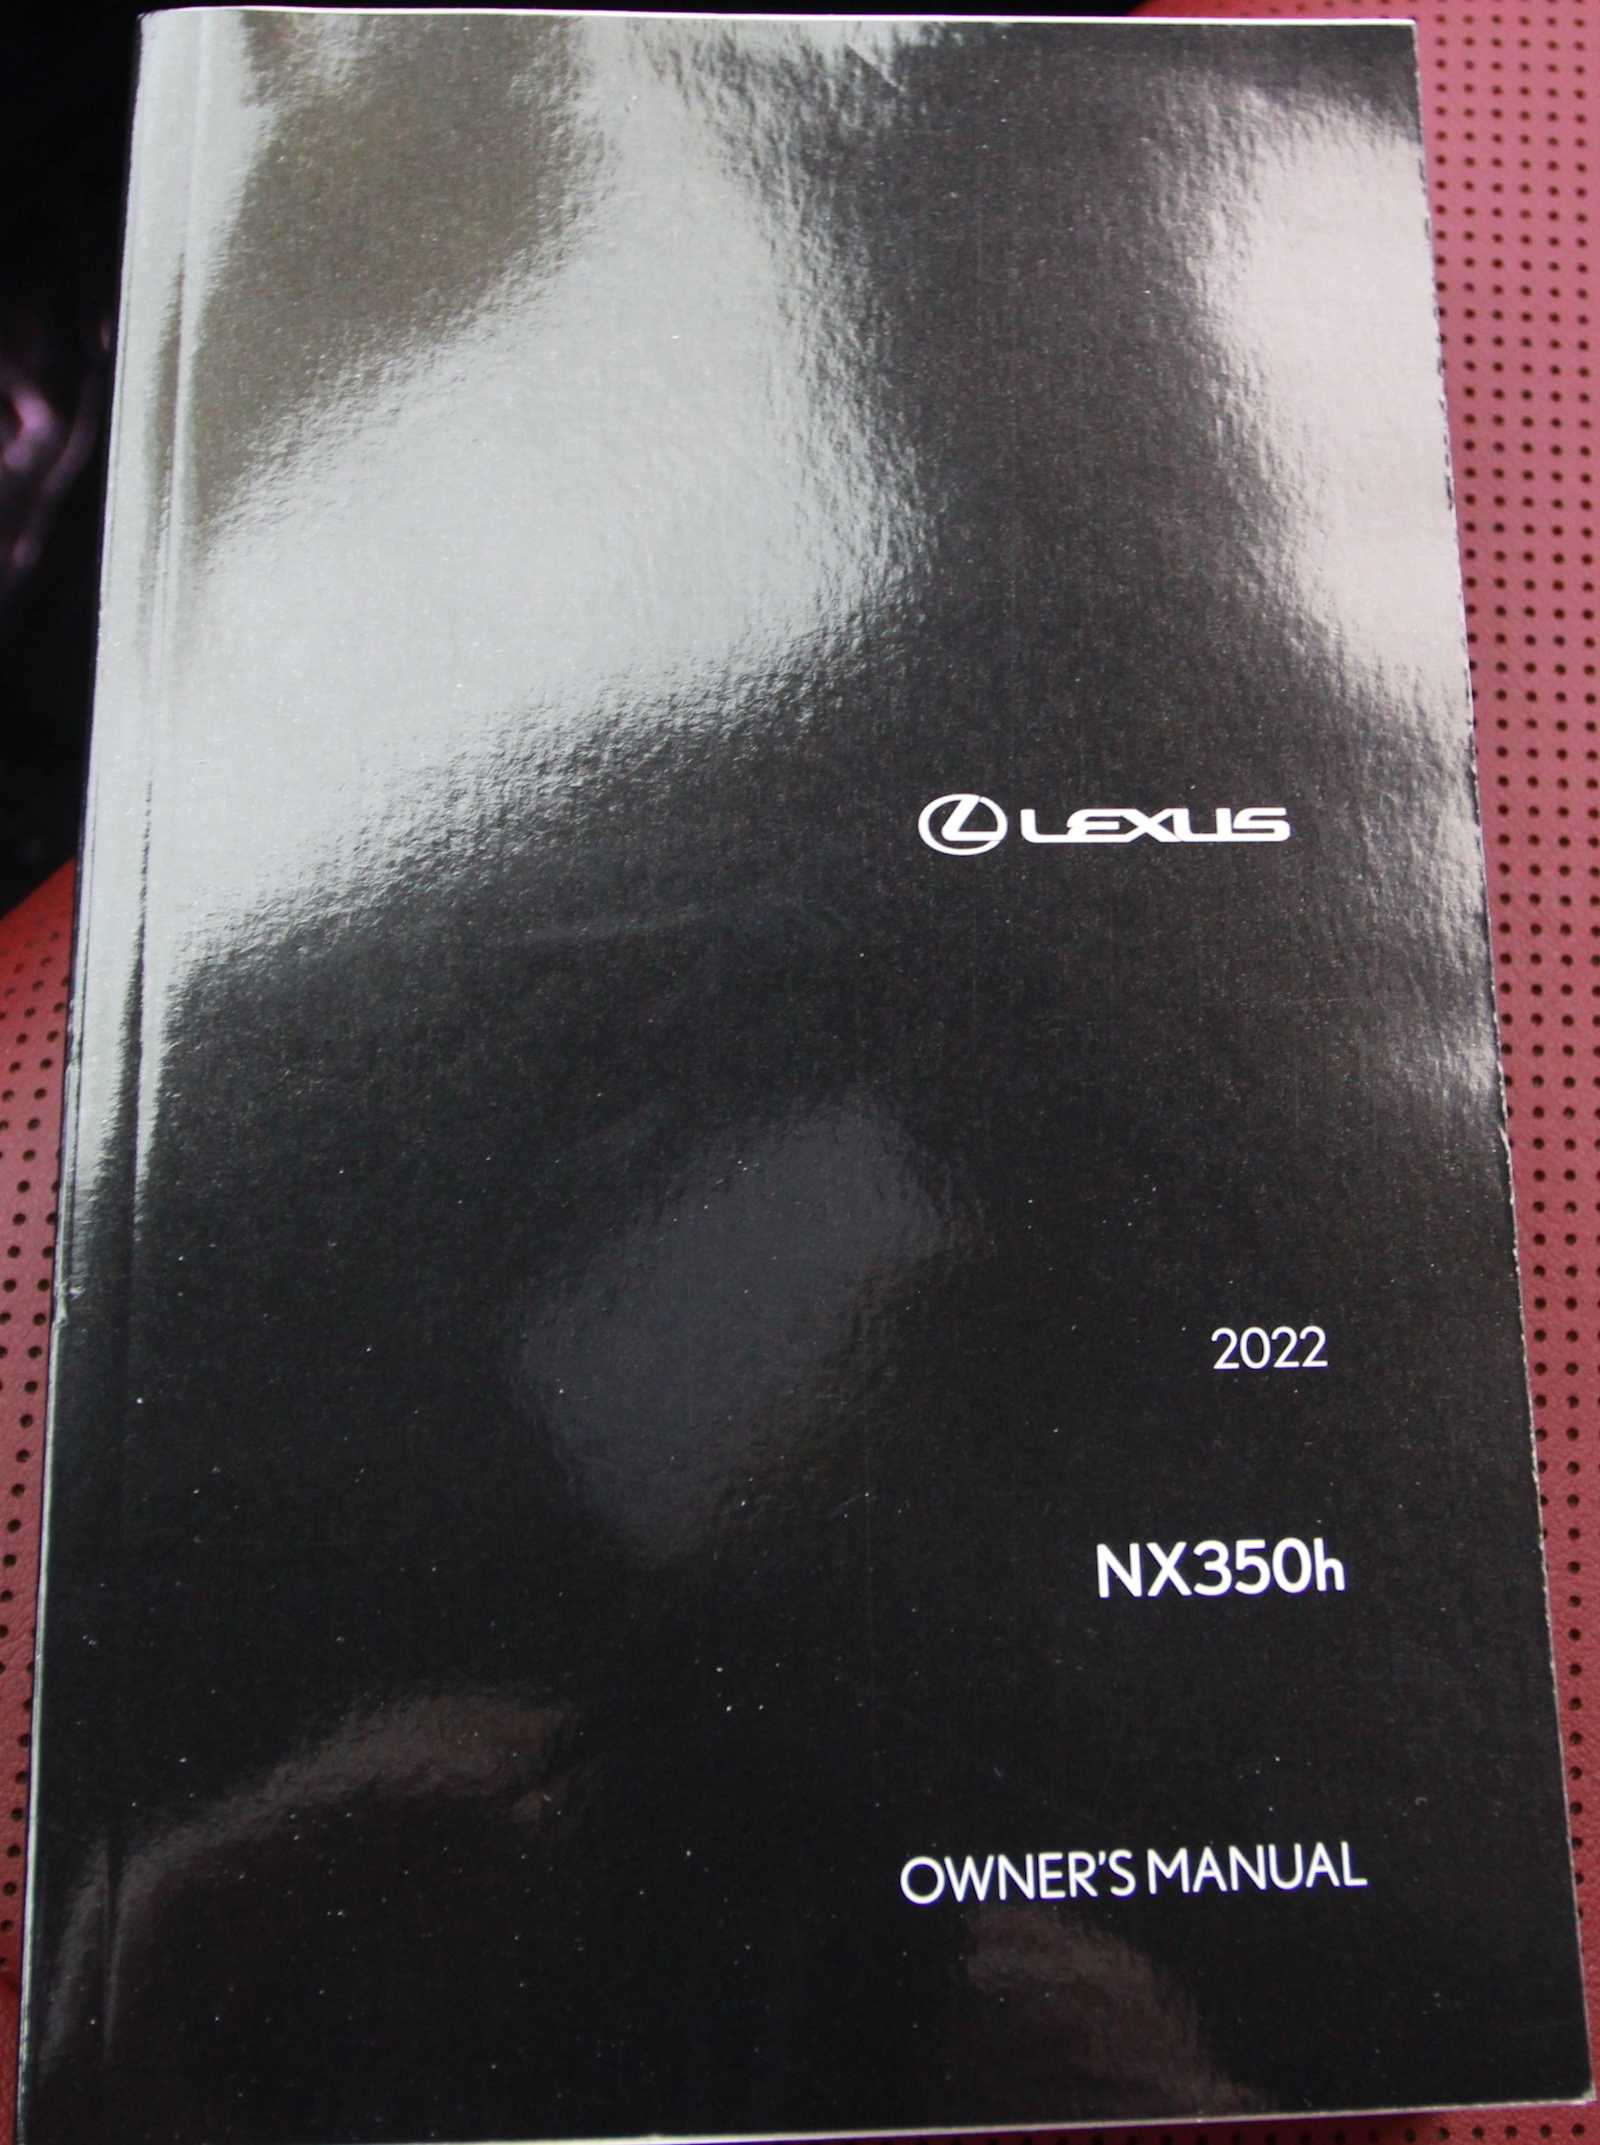 LEXUS
2022
NX350h
OWNER'S MANUAL